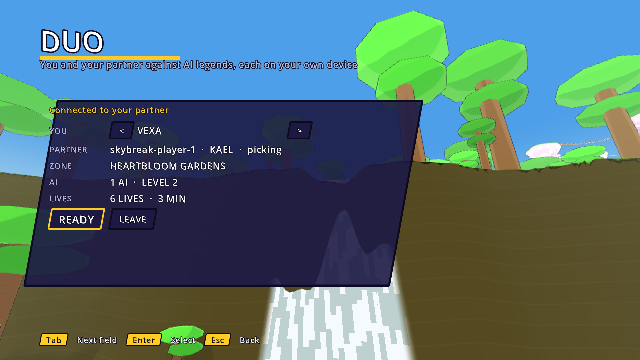 DUO
You and your partner against AI legends, each on your own device
Connected to your partner
YOU < VEXA >
PARTNER skybreak-player-1 · KAEL · picking
ZONE HEARTBLOOM GARDENS
AI 1 AI · LEVEL 2
LIVES 6 LIVES · 3 MIN
READY LEAVE
Tab Next field Enter Select Esc Back